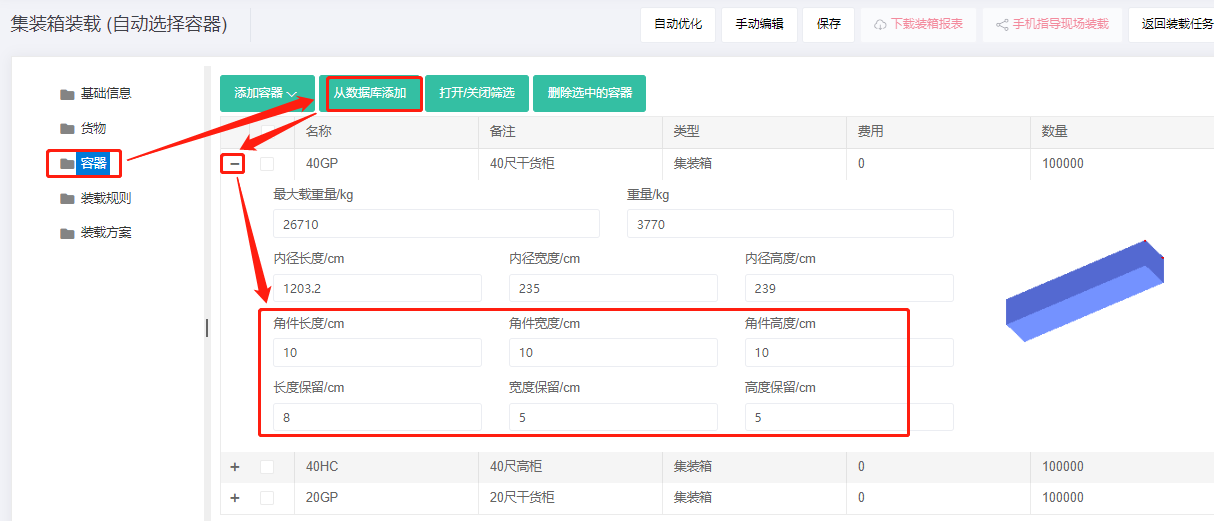 集装箱装载 (自动选择容器)
自动优化 手动编辑 保存 下载装箱报表 手机指导现场装载 返回装载任务
基础信息
货物
容器
装载规则
装载方案
添加容器 从数据库添加 打开/关闭筛选 删除选中的容器
名称 备注 类型 费用 数量
− 40GP 40尺干货柜 集装箱 0 100000
最大载重量/kg 重量/kg
26710 3770
内径长度/cm 内径宽度/cm 内径高度/cm
1203.2 235 239
角件长度/cm 角件宽度/cm 角件高度/cm
10 10 10
长度保留/cm 宽度保留/cm 高度保留/cm
8 5 5
+ 40HC 40尺高柜 集装箱 0 100000
+ 20GP 20尺干货柜 集装箱 0 100000